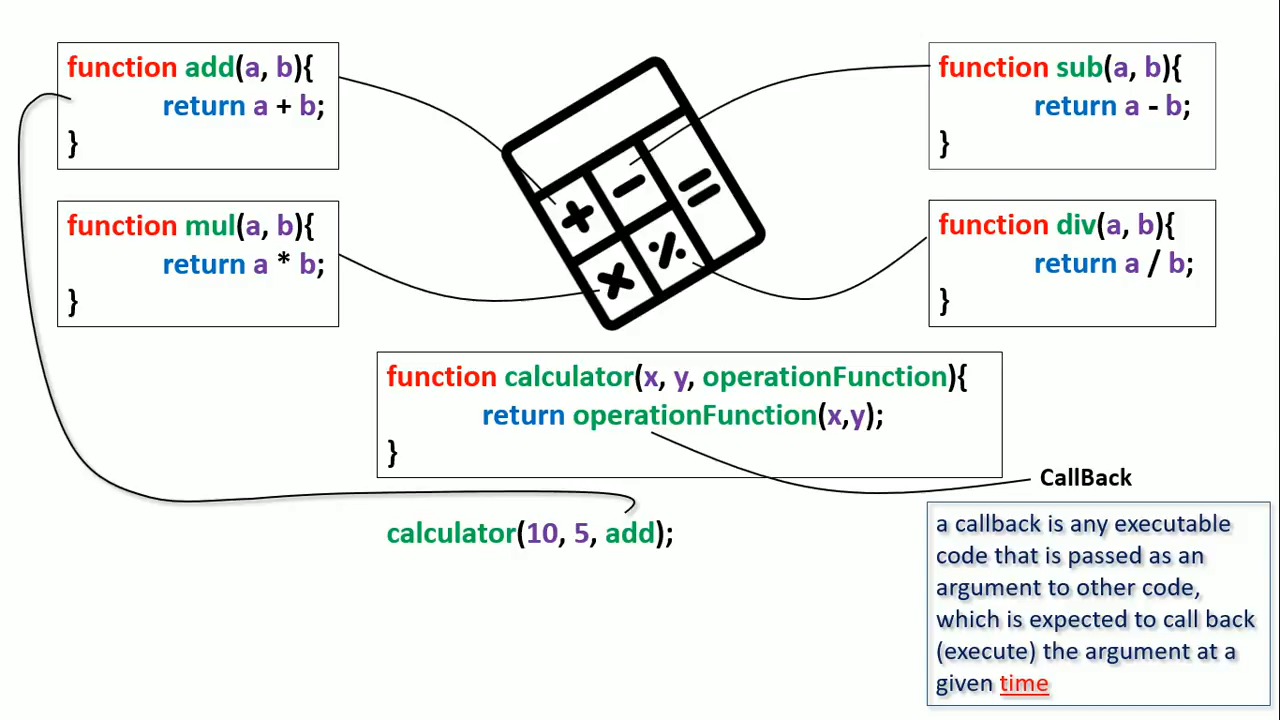 function add(a, b){
return a + b;
}
function sub(a, b){
return a - b;
}
function mul(a, b){
return a * b;
}
function div(a, b){
return a / b;
}
+
-
=
×
%
function calculator(x, y, operationFunction){
return operationFunction(x,y);
}
CallBack
calculator(10, 5, add);
a callback is any executable
code that is passed as an
argument to other code,
which is expected to call back
(execute) the argument at a
given time